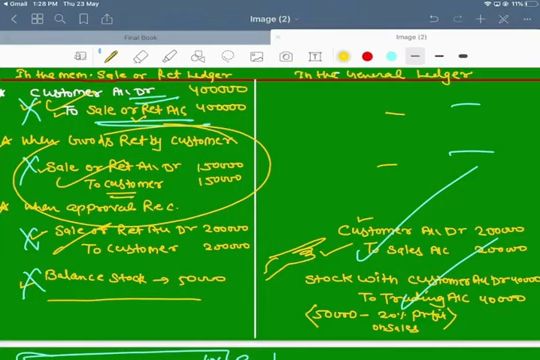 Gmail 1:28 PM Thu 23 May
52%
Image (2)
Final Book
Image (2)
In the mem. Sale or Ret Ledger
In the General Ledger
Customer A/c Dr 400000
To Sale or Ret A/c 400000
When Goods Ret by Customer
Sale or Ret A/c Dr 150000
To Customer 150000
When approval Rec.
Sale or Ret A/c Dr 200000
To Customer 200000
Customer A/c Dr 200000
To Sales A/c 200000
Balance Stock → 50000
Stock with Customer A/c Dr 40000
To Trading A/c 40000
(50000 - 20% Profit
on sales)